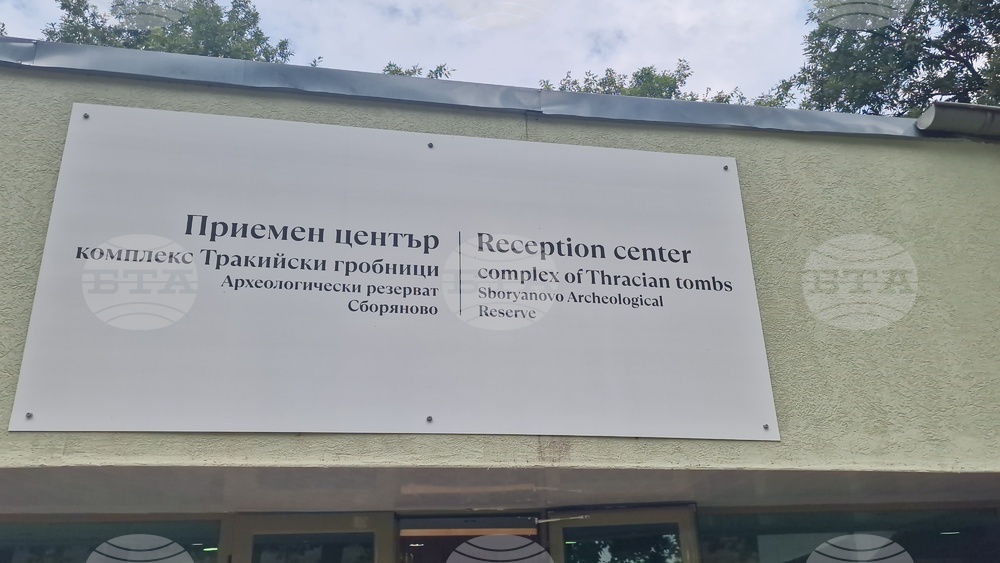 Приемен център
комплекс Тракийски гробници
Археологически резерват
Сборяново
Reception center
complex of Thracian tombs
Sboryanovo Archeological
Reserve
БТА
БТА